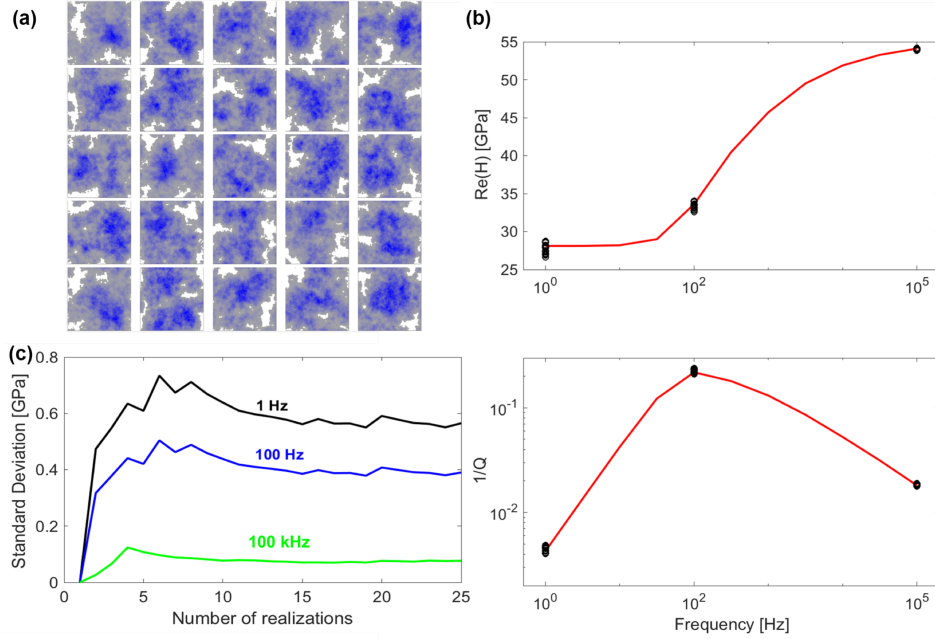 (a)
(b)
Re(H) [GPa]
55
50
45
40
35
30
25
10^0
10^2
10^5
(c)
Standard Deviation [GPa]
0.8
0.6
0.4
0.2
0
1 Hz
100 Hz
100 kHz
0
5
10
15
20
25
Number of realizations
1/Q
10^-1
10^-2
10^0
10^2
10^5
Frequency [Hz]